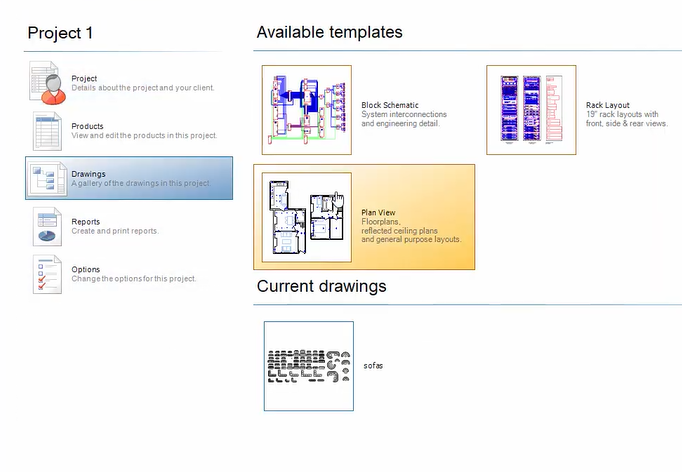 Project 1
Project
Details about the project and your client.
Products
View and edit the products in this project.
Drawings
A gallery of the drawings in this project
Reports
Create and print reports.
Options
Change the options for this project.
Available templates
Block Schematic
System interconnections
and engineering detail.
Rack Layout
19" rack layouts with
front, side & rear views.
Plan View
Floorplans,
reflected ceiling plans
and general purpose layouts.
Current drawings
sofas